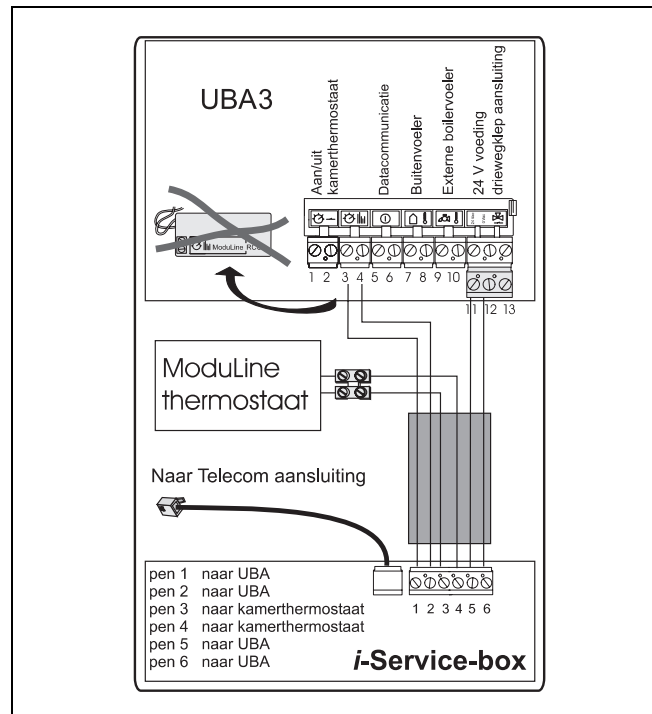 UBA3
Aan/uit
kamerthermostaat
Datacommunicatie
Buitenvoeler
Externe boilervoeler
24 V voeding
driewegklep aansluiting
ModuLine
1 2 3 4 5 6 7 8 9 10
11 12 13
ModuLine
thermostaat
Naar Telecom aansluiting
pen 1 naar UBA
pen 2 naar UBA
pen 3 naar kamerthermostaat
pen 4 naar kamerthermostaat
pen 5 naar UBA
pen 6 naar UBA
1 2 3 4 5 6
i-Service-box